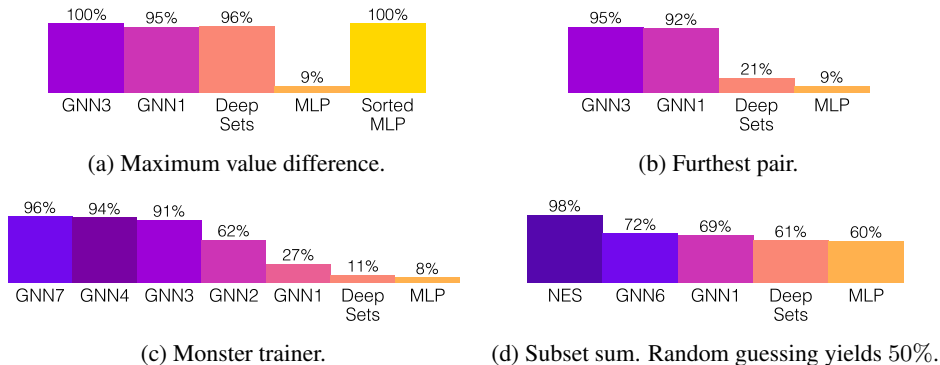 100% 95% 96% 9% 100%
GNN3 GNN1 Deep Sets MLP Sorted MLP
(a) Maximum value difference.
95% 92% 21% 9%
GNN3 GNN1 Deep Sets MLP
(b) Furthest pair.
96% 94% 91% 62% 27% 11% 8%
GNN7 GNN4 GNN3 GNN2 GNN1 Deep Sets MLP
(c) Monster trainer.
98% 72% 69% 61% 60%
NES GNN6 GNN1 Deep Sets MLP
(d) Subset sum. Random guessing yields 50%.